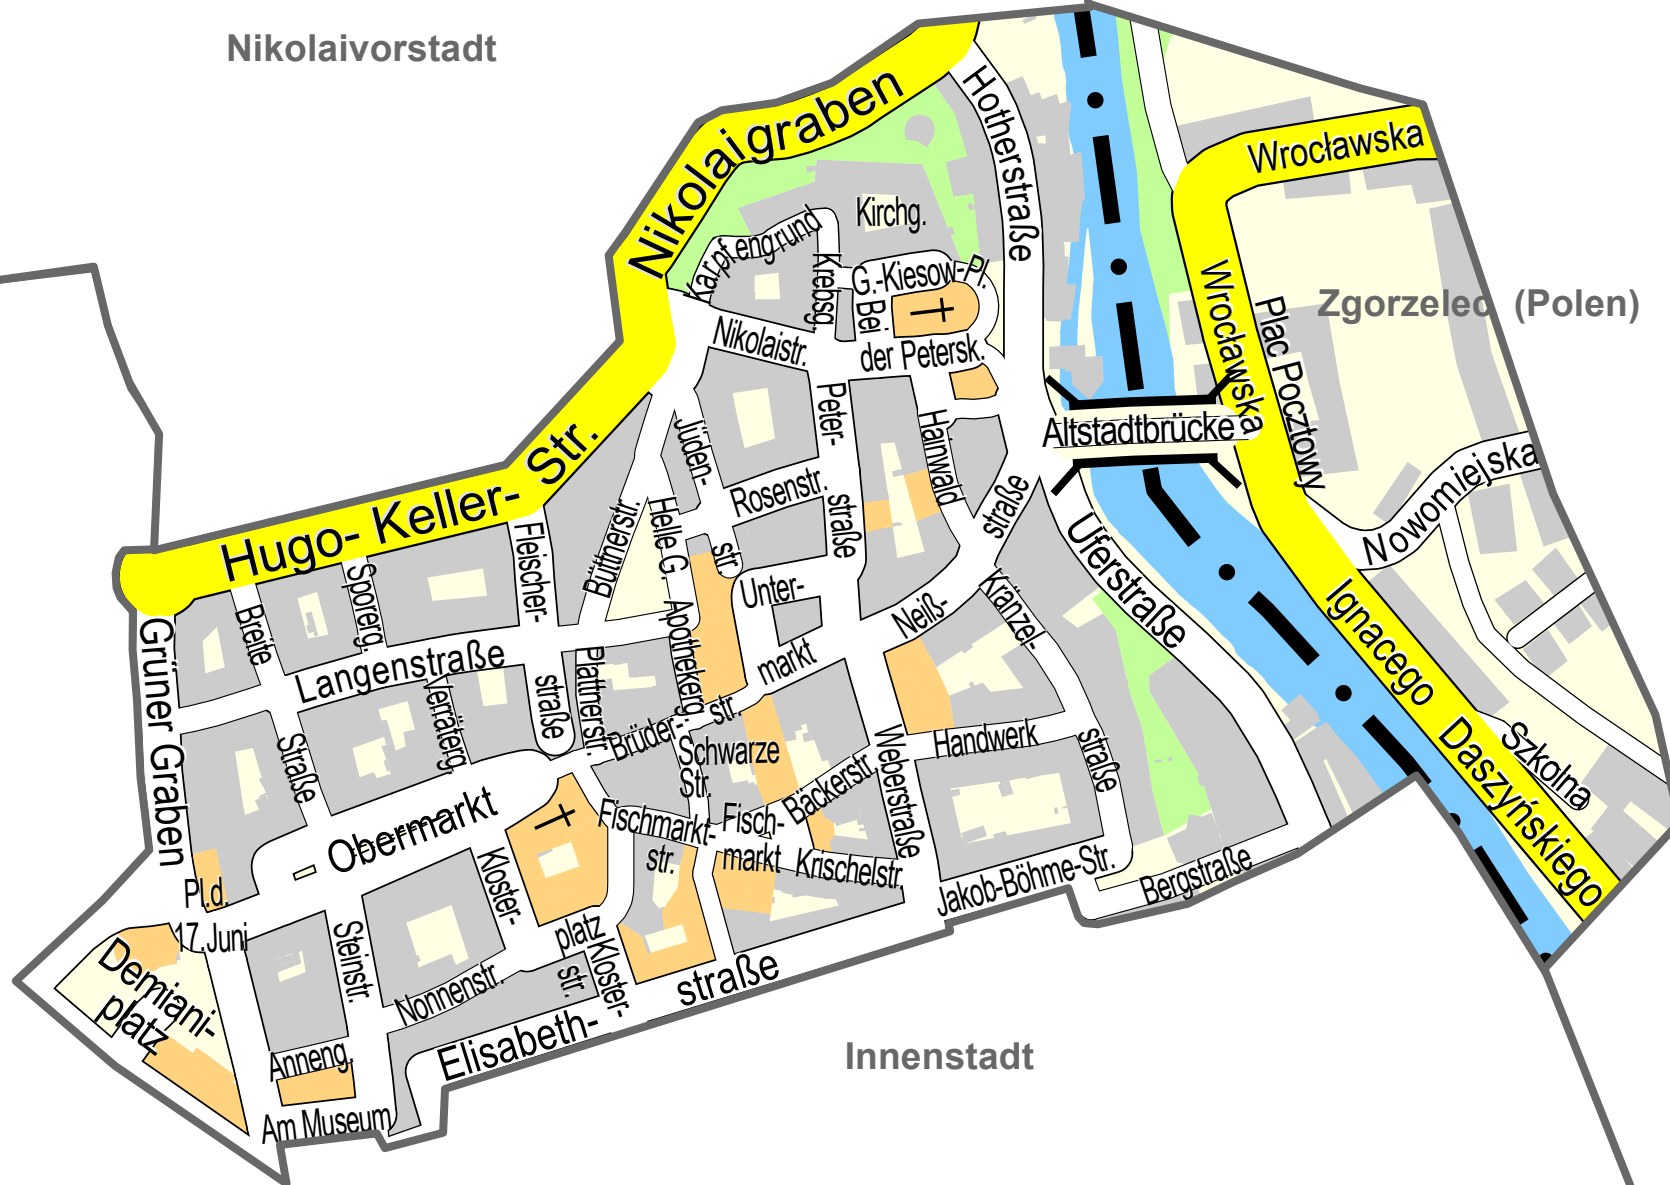 Nikolaivorstadt
Nikolaigraben
Hotherstraße
Wrocławska
Kirchg.
Karpfengrund
Krebsg.
G.-Kiesow-Pl.
Bei
der Petersk.
Nikolaistr.
Wrocławska
Plac Pocztowy
Zgorzelec (Polen)
Altstadtbrücke
Hugo- Keller- Str.
Jüden-
str.
Peter-
straße
Hainwald
Rosenstr.
Nowomiejska
Fleischer-
straße
Büttnerstr.
Helle G.
Unter-
markt
Neiß-
straße
Uferstraße
Kränzel-
straße
Ignacego Daszyńskiego
Szkolna
Grüner Graben
Breite
Straße
Sporerg.
Langenstraße
Verräterg.
Plattnerstr.
Apothekerg.
Brüder-
str.
Schwarze
Str.
Handwerk
Weberstraße
Bäckerstr.
Obermarkt
Fischmarkt-
str.
Fisch-
markt
Krischelstr.
Jakob-Böhme-Str.
Bergstraße
Pl.d.
17.Juni
Kloster-
platz
Kloster-
str.
Steinstr.
Nonnenstr.
Demiani-
platz
Elisabeth-
straße
Anneng.
Am Museum
Innenstadt